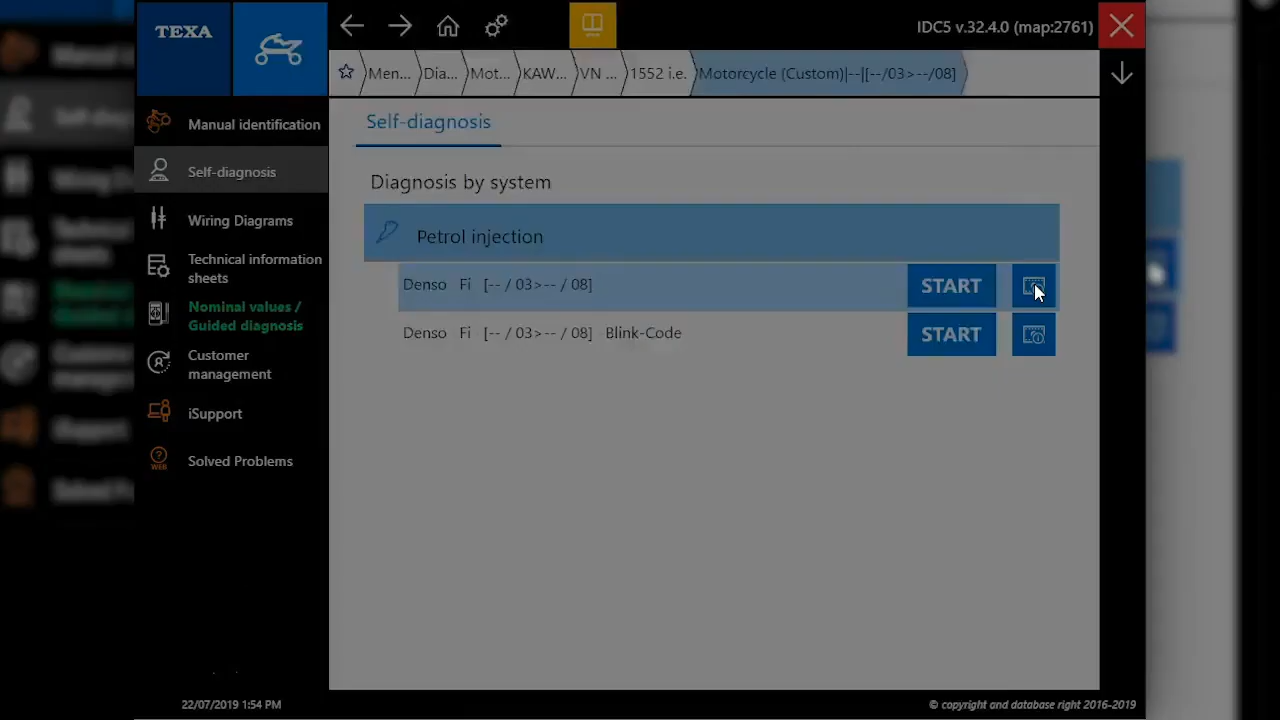 TEXA
IDC5 v.32.4.0 (map:2761)
Men... Dia... Mot... KAW... VN ... 1552 i.e. Motorcycle (Custom)|--|[--/03>--/08]
Manual identification
Self-diagnosis
Wiring Diagrams
Technical information
sheets
Nominal values /
Guided diagnosis
Customer
management
iSupport
WEB
Solved Problems
Self-diagnosis
Diagnosis by system
Petrol injection
Denso Fi [-- / 03>-- / 08] START
Denso Fi [-- / 03>-- / 08] Blink-Code START
22/07/2019 1:54 PM
© copyright and database right 2016-2019